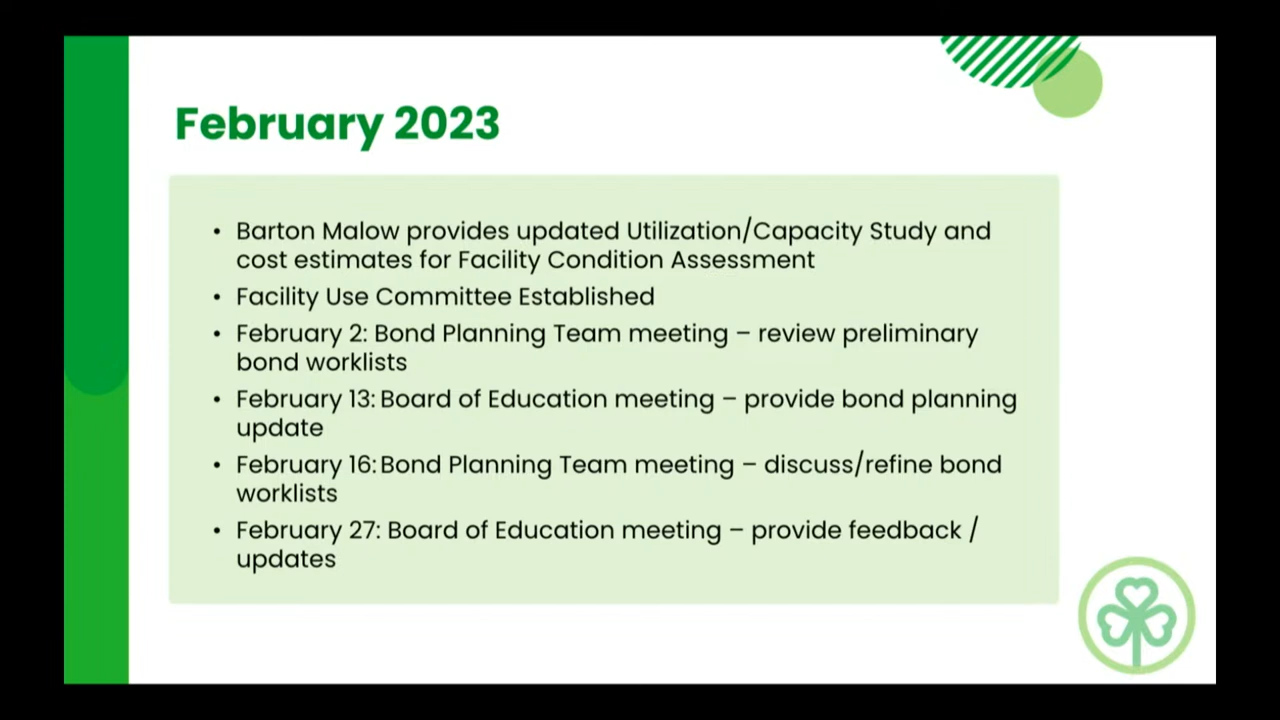 February 2023
• Barton Malow provides updated Utilization/Capacity Study and
cost estimates for Facility Condition Assessment
• Facility Use Committee Established
• February 2: Bond Planning Team meeting – review preliminary
bond worklists
• February 13: Board of Education meeting – provide bond planning
update
• February 16: Bond Planning Team meeting – discuss/refine bond
worklists
• February 27: Board of Education meeting – provide feedback /
updates